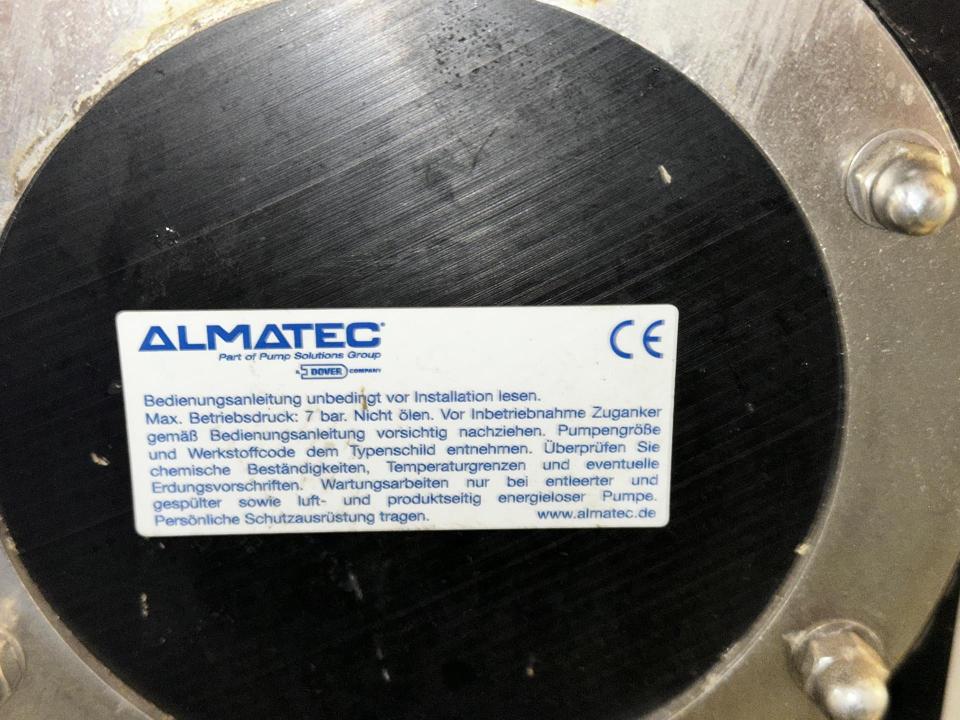 ALMATEC®
Part of Pump Solutions Group
A DOVER COMPANY
CE
Bedienungsanleitung unbedingt vor Installation lesen.
Max. Betriebsdruck: 7 bar. Nicht ölen. Vor Inbetriebnahme Zuganker
gemäß Bedienungsanleitung vorsichtig nachziehen. Pumpengröße
und Werkstoffcode dem Typenschild entnehmen. Überprüfen Sie
chemische Beständigkeiten, Temperaturgrenzen und eventuelle
Erdungsvorschriften. Wartungsarbeiten nur bei entleerter und
gespülter sowie luft- und produktseitig energieloser Pumpe.
Persönliche Schutzausrüstung tragen. www.almatec.de